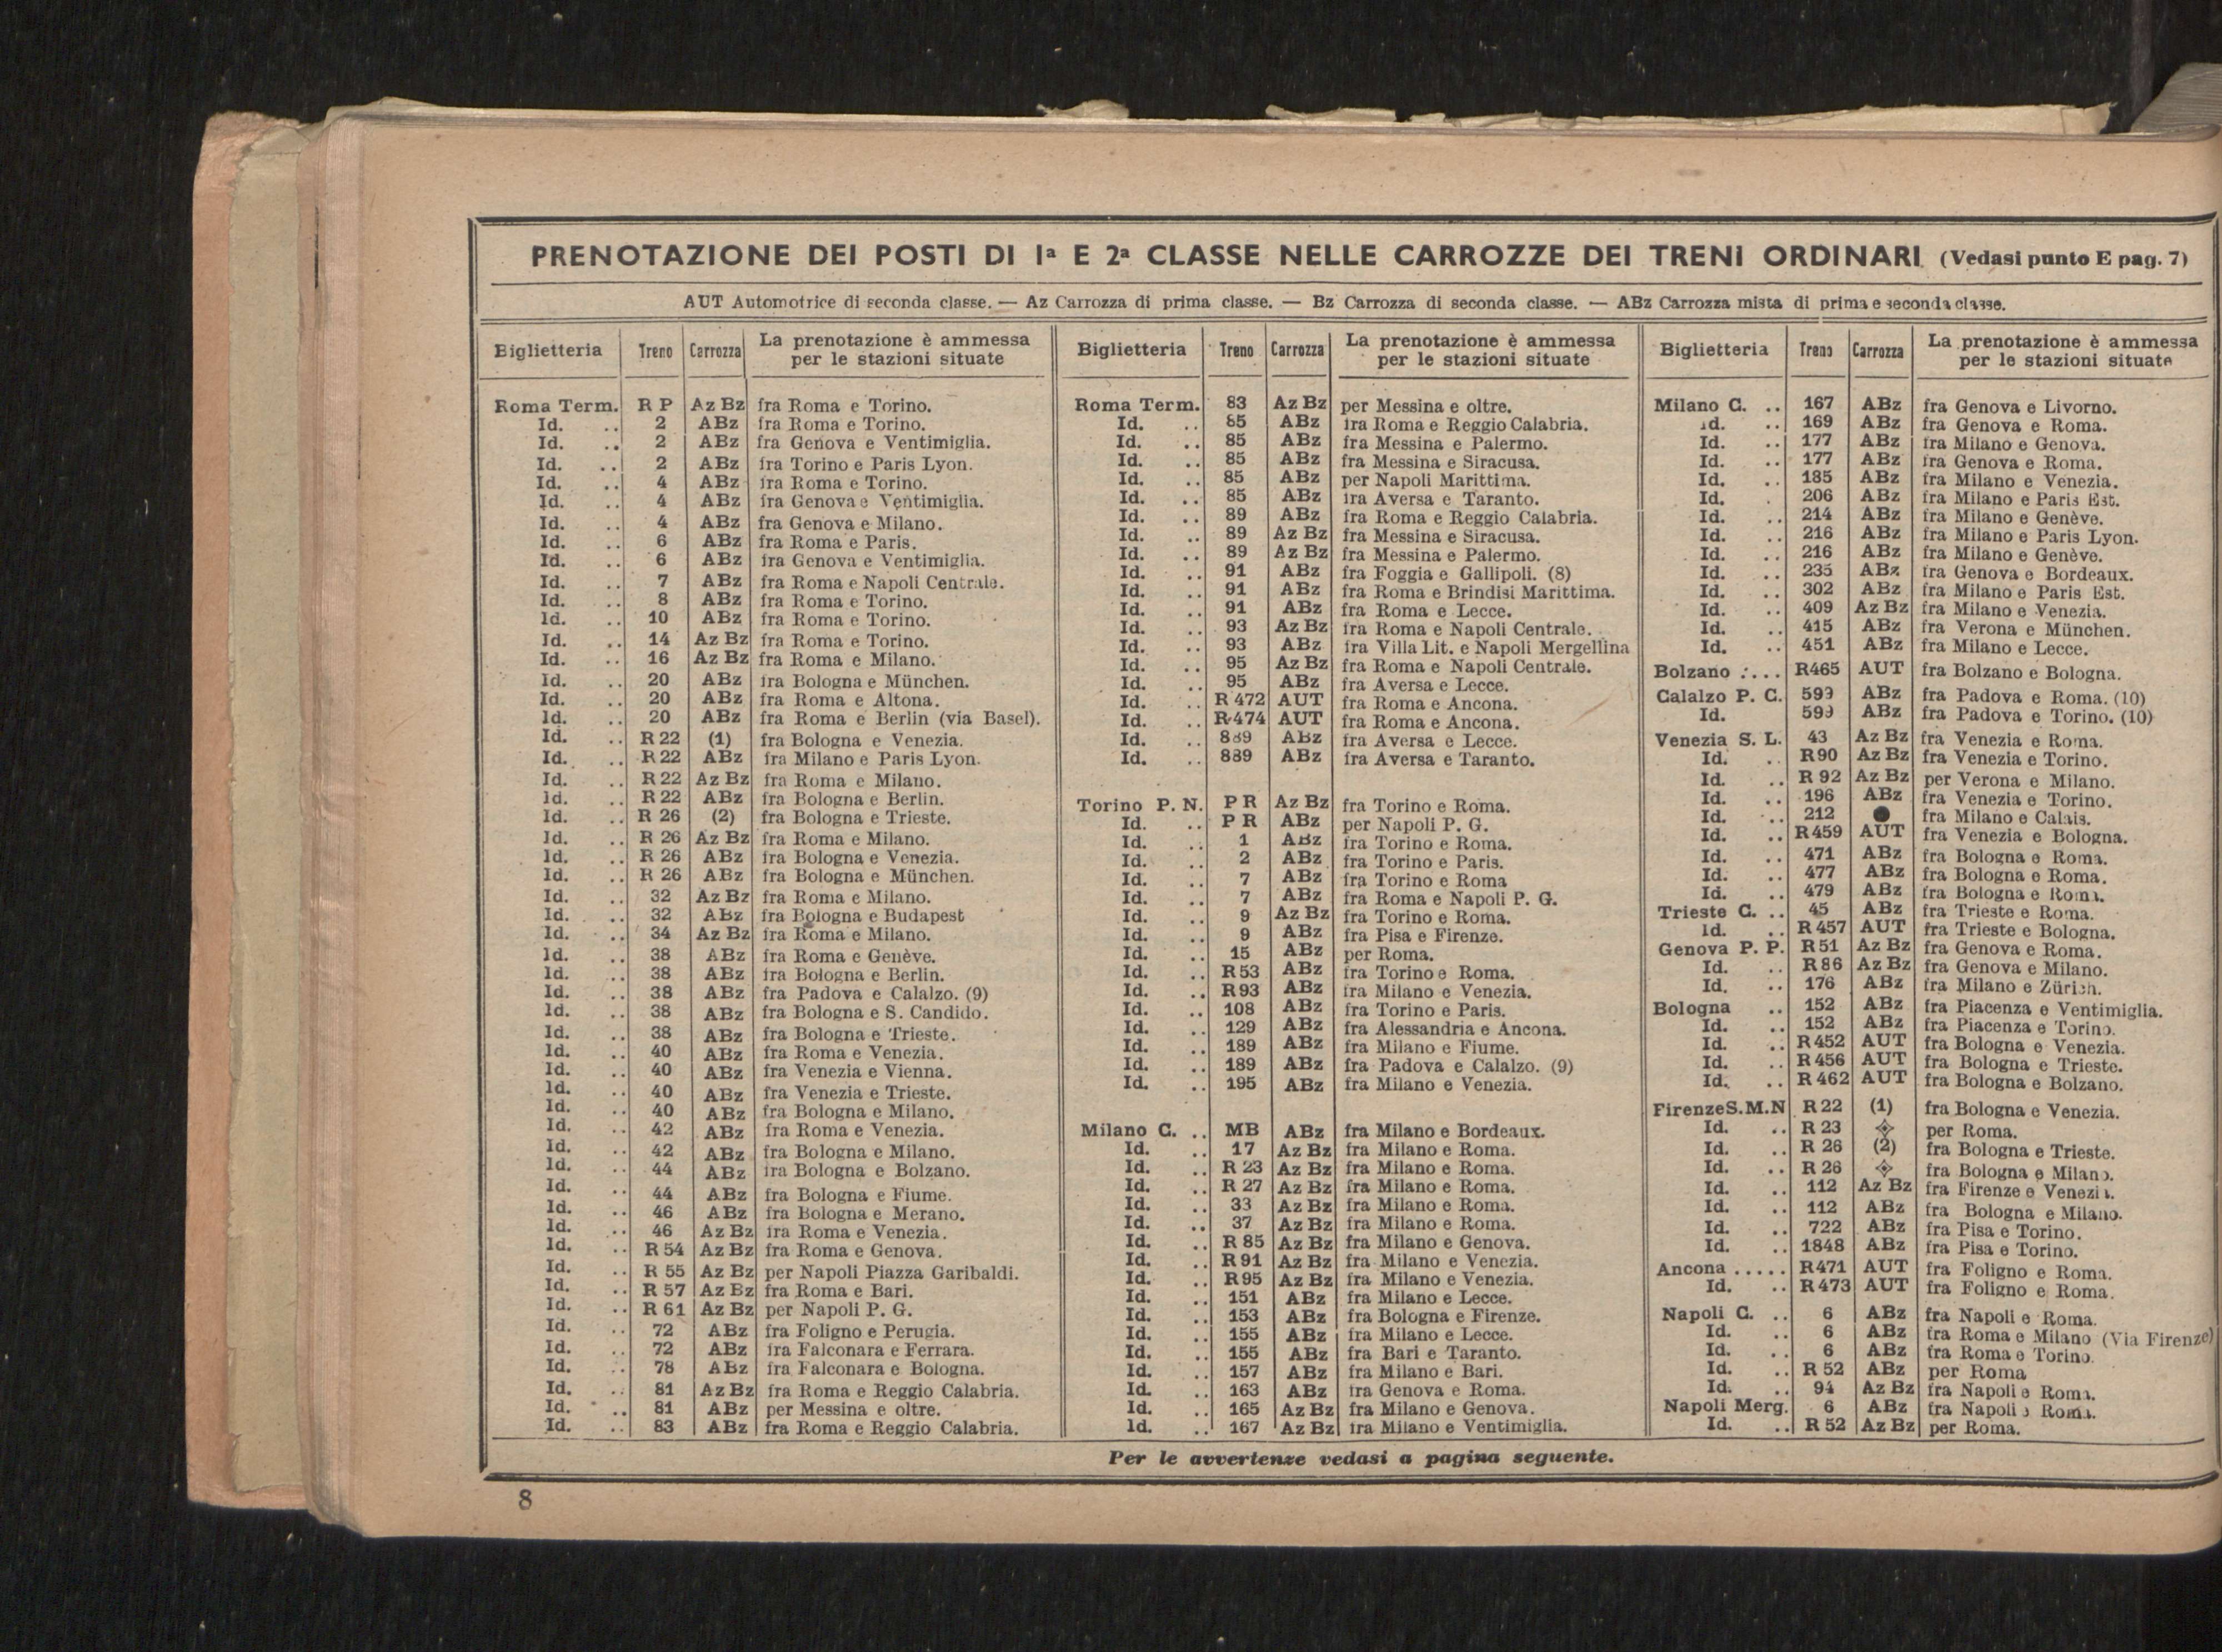 PRENOTAZIONE DEI POSTI DI 1ª E 2ª CLASSE NELLE CARROZZE DEI TRENI ORDINARI (Vedasi punto E pag. 7)
AUT Automotrice di seconda classe. — Az Carrozza di prima classe. — Bz Carrozza di seconda classe. — ABz Carrozza mista di prima e seconda classe.
Biglietteria Treno Carrozza La prenotazione è ammessa per le stazioni situate
Roma Term. R P Az Bz fra Roma e Torino.
Id. .. 2 ABz fra Roma e Torino.
Id. .. 2 ABz fra Genova e Ventimiglia.
Id. .. 2 ABz fra Torino e Paris Lyon.
Id. .. 4 ABz fra Roma e Torino.
Id. .. 4 ABz fra Genova e Ventimiglia.
Id. .. 4 ABz fra Genova e Milano.
Id. .. 6 ABz fra Roma e Paris.
Id. .. 6 ABz fra Genova e Ventimiglia.
Id. .. 7 ABz fra Roma e Napoli Centrale.
Id. .. 8 ABz fra Roma e Torino.
Id. .. 10 ABz fra Roma e Torino.
Id. .. 14 Az Bz fra Roma e Torino.
Id. .. 16 Az Bz fra Roma e Milano.
Id. .. 20 ABz fra Bologna e München.
Id. .. 20 ABz fra Roma e Altona.
Id. .. 20 ABz fra Roma e Berlin (via Basel).
Id. .. R 22 (1) fra Bologna e Venezia.
Id. .. R 22 ABz fra Milano e Paris Lyon.
Id. .. R 22 Az Bz fra Roma e Milano.
Id. .. R 22 ABz fra Bologna e Berlin.
Id. .. R 26 (2) fra Bologna e Trieste.
Id. .. R 26 Az Bz fra Roma e Milano.
Id. .. R 26 ABz fra Bologna e Venezia.
Id. .. R 26 ABz fra Bologna e München.
Id. .. 32 Az Bz fra Roma e Milano.
Id. .. 32 ABz fra Bologna e Budapest
Id. .. 34 Az Bz fra Roma e Milano.
Id. .. 38 ABz fra Roma e Genève.
Id. .. 38 ABz fra Bologna e Berlin.
Id. .. 38 ABz fra Padova e Calalzo. (9)
Id. .. 38 ABz fra Bologna e S. Candido.
Id. .. 38 ABz fra Bologna e Trieste.
Id. .. 40 ABz fra Roma e Venezia.
Id. .. 40 ABz fra Venezia e Vienna.
Id. .. 40 ABz fra Venezia e Trieste.
Id. .. 40 ABz fra Bologna e Milano.
Id. .. 42 ABz fra Roma e Venezia.
Id. .. 42 ABz fra Bologna e Milano.
Id. .. 44 ABz fra Bologna e Bolzano.
Id. .. 44 ABz fra Bologna e Fiume.
Id. .. 46 ABz fra Bologna e Merano.
Id. .. 46 Az Bz fra Roma e Venezia.
Id. .. R 54 Az Bz fra Roma e Genova.
Id. .. R 55 Az Bz per Napoli Piazza Garibaldi.
Id. .. R 57 Az Bz fra Roma e Bari.
Id. .. R 61 Az Bz per Napoli P. G.
Id. .. 72 ABz fra Foligno e Perugia.
Id. .. 72 ABz fra Falconara e Ferrara.
Id. .. 78 ABz fra Falconara e Bologna.
Id. .. 81 Az Bz fra Roma e Reggio Calabria.
Id. .. 81 ABz per Messina e oltre.
Id. .. 83 ABz fra Roma e Reggio Calabria.
Biglietteria Treno Carrozza La prenotazione è ammessa per le stazioni situate
Roma Term. 83 Az Bz per Messina e oltre.
Id. .. 85 ABz fra Roma e Reggio Calabria.
Id. .. 85 ABz fra Messina e Palermo.
Id. .. 85 ABz fra Messina e Siracusa.
Id. .. 85 ABz per Napoli Marittima.
Id. .. 85 ABz fra Aversa e Taranto.
Id. .. 89 ABz fra Roma e Reggio Calabria.
Id. .. 89 Az Bz fra Messina e Siracusa.
Id. .. 89 Az Bz fra Messina e Palermo.
Id. .. 91 ABz fra Foggia e Gallipoli. (8)
Id. .. 91 ABz fra Roma e Brindisi Marittima.
Id. .. 91 ABz fra Roma e Lecce.
Id. .. 93 Az Bz fra Roma e Napoli Centrale.
Id. .. 93 ABz fra Villa Lit. e Napoli Mergellina
Id. .. 95 Az Bz fra Roma e Napoli Centrale.
Id. .. 95 ABz fra Aversa e Lecce.
Id. .. R 472 AUT fra Roma e Ancona.
Id. .. R 474 AUT fra Roma e Ancona.
Id. .. 889 ABz fra Aversa e Lecce.
Id. .. 889 ABz fra Aversa e Taranto.
Torino P. N. P R Az Bz fra Torino e Roma.
Id. .. P R ABz per Napoli P. G.
Id. .. 1 ABz fra Torino e Roma.
Id. .. 2 ABz fra Torino e Paris.
Id. .. 7 ABz fra Torino e Roma
Id. .. 7 ABz fra Roma e Napoli P. G.
Id. .. 9 Az Bz fra Torino e Roma.
Id. .. 9 ABz fra Pisa e Firenze.
Id. .. 15 ABz per Roma.
Id. .. R 53 ABz fra Torino e Roma.
Id. .. R 93 ABz fra Milano e Venezia.
Id. .. 108 ABz fra Torino e Paris.
Id. .. 129 ABz fra Alessandria e Ancona.
Id. .. 189 ABz fra Milano e Fiume.
Id. .. 189 ABz fra Padova e Calalzo. (9)
Id. .. 195 ABz fra Milano e Venezia.
Milano C. .. MB ABz fra Milano e Bordeaux.
Id. .. 17 Az Bz fra Milano e Roma.
Id. .. R 23 Az Bz fra Milano e Roma.
Id. .. R 27 Az Bz fra Milano e Roma.
Id. .. 33 Az Bz fra Milano e Roma.
Id. .. 37 Az Bz fra Milano e Roma.
Id. .. R 85 Az Bz fra Milano e Genova.
Id. .. R 91 Az Bz fra Milano e Venezia.
Id. .. R95 Az Bz fra Milano e Venezia.
Id. .. 151 ABz fra Milano e Lecce.
Id. .. 153 ABz fra Bologna e Firenze.
Id. .. 155 ABz fra Milano e Lecce.
Id. .. 155 ABz fra Bari e Taranto.
Id. .. 157 ABz fra Milano e Bari.
Id. .. 163 ABz fra Genova e Roma.
Id. .. 165 Az Bz fra Milano e Genova.
Id. .. 167 Az Bz fra Milano e Ventimiglia.
Biglietteria Treno Carrozza La prenotazione è ammessa per le stazioni situate
Milano C. .. 167 ABz fra Genova e Livorno.
Id. .. 169 ABz fra Genova e Roma.
Id. .. 177 ABz fra Milano e Genova.
Id. .. 177 ABz fra Genova e Roma.
Id. .. 185 ABz fra Milano e Venezia.
Id. . 206 ABz fra Milano e Paris Est.
Id. .. 214 ABz fra Milano e Genève.
Id. .. 216 ABz fra Milano e Paris Lyon.
Id. .. 216 ABz fra Milano e Genève.
Id. .. 235 ABz fra Genova e Bordeaux.
Id. .. 302 ABz fra Milano e Paris Est.
Id. .. 409 Az Bz fra Milano e Venezia.
Id. .. 415 ABz fra Verona e München.
Id. .. 451 ABz fra Milano e Lecce.
Bolzano .... R465 AUT fra Bolzano e Bologna.
Calalzo P. C. 599 ABz fra Padova e Roma. (10)
Id. 599 ABz fra Padova e Torino. (10)
Venezia S. L. 43 Az Bz fra Venezia e Roma.
Id. .. R90 Az Bz fra Venezia e Torino.
Id. .. R 92 Az Bz per Verona e Milano.
Id. .. 196 ABz fra Venezia e Torino.
Id. .. 212 ● fra Milano e Calais.
Id. .. R 459 AUT fra Venezia e Bologna.
Id. .. 471 ABz fra Bologna e Roma.
Id. .. 477 ABz fra Bologna e Roma.
Id. .. 479 ABz fra Bologna e Roma.
Trieste C. .. 45 ABz fra Trieste e Roma.
Id. .. R 457 AUT fra Trieste e Bologna.
Genova P. P. R 51 Az Bz fra Genova e Roma.
Id. .. R 86 Az Bz fra Genova e Milano.
Id. .. 176 ABz fra Milano e Zürich.
Bologna .. 152 ABz fra Piacenza e Ventimiglia.
Id. .. 152 ABz fra Piacenza e Torino.
Id. .. R 452 AUT fra Bologna e Venezia.
Id. .. R 456 AUT fra Bologna e Trieste.
Id. .. R 462 AUT fra Bologna e Bolzano.
Firenze S.M.N R 22 (1) fra Bologna e Venezia.
Id. .. R 23 ⟡ per Roma.
Id. .. R 26 (2) fra Bologna e Trieste.
Id. .. R 26 ⟡ fra Bologna e Milano.
Id. .. 112 Az Bz fra Firenze e Venezia.
Id. .. 112 ABz fra Bologna e Milano.
Id. .. 722 ABz fra Pisa e Torino.
Id. .. 1848 ABz fra Pisa e Torino.
Ancona ..... R471 AUT fra Foligno e Roma.
Id. .. R 473 AUT fra Foligno e Roma.
Napoli C. .. 6 ABz fra Napoli e Roma.
Id. .. 6 ABz fra Roma e Milano (Via Firenze)
Id. .. 6 ABz fra Roma e Torino.
Id. .. R 52 ABz per Roma
Id. .. 94 Az Bz fra Napoli e Roma.
Napoli Merg. 6 ABz fra Napoli e Roma.
Id. .. R 52 Az Bz per Roma.
Per le avvertenze vedasi a pagina seguente.
8